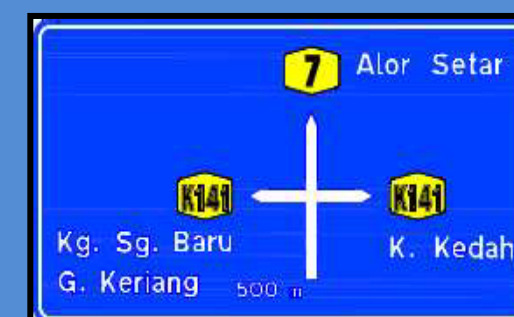 7 Alor Setar
K141
K141
Kg. Sg. Baru
G. Keriang
K. Kedah
500 m